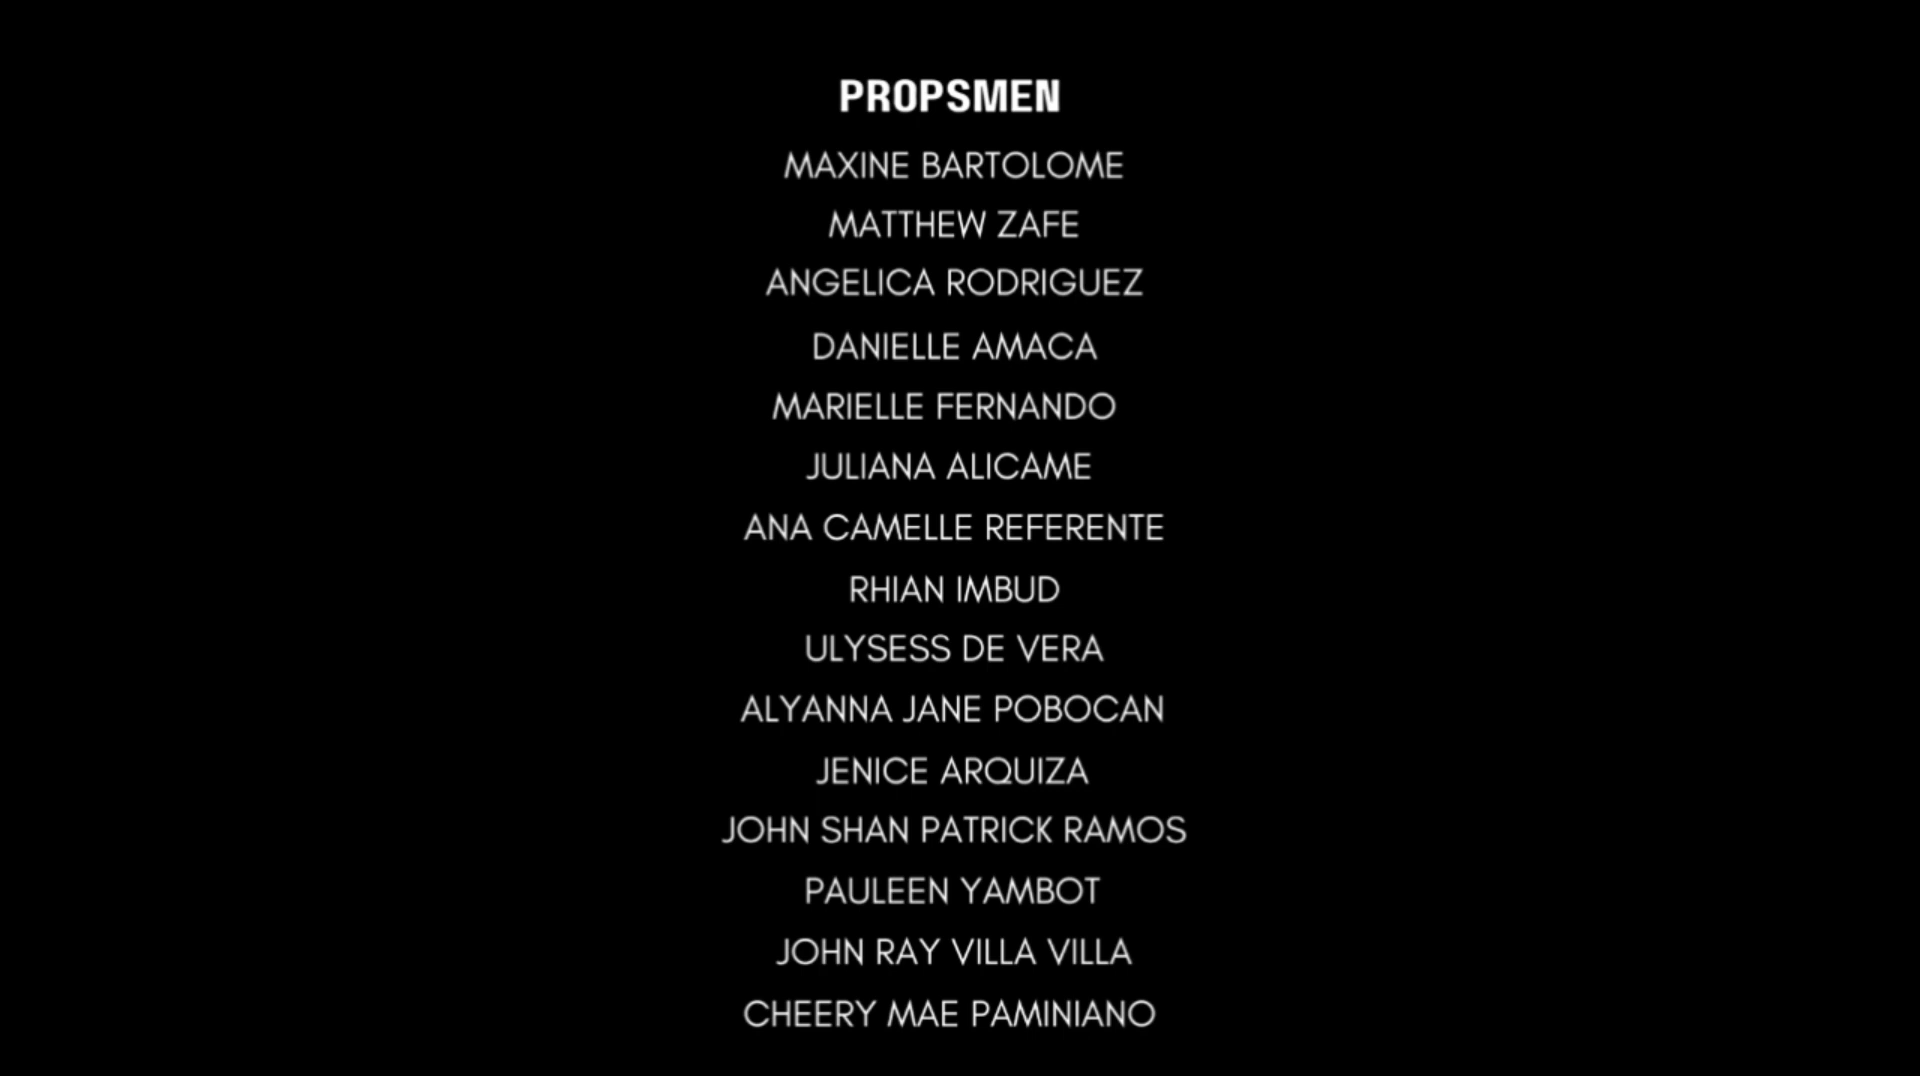 PROPSMEN
MAXINE BARTOLOME
MATTHEW ZAFE
ANGELICA RODRIGUEZ
DANIELLE AMACA
MARIELLE FERNANDO
JULIANA ALICAME
ANA CAMELLE REFERENTE
RHIAN IMBUD
ULYSESS DE VERA
ALYANNA JANE POBOCAN
JENICE ARQUIZA
JOHN SHAN PATRICK RAMOS
PAULEEN YAMBOT
JOHN RAY VILLA VILLA
CHEERY MAE PAMINIANO